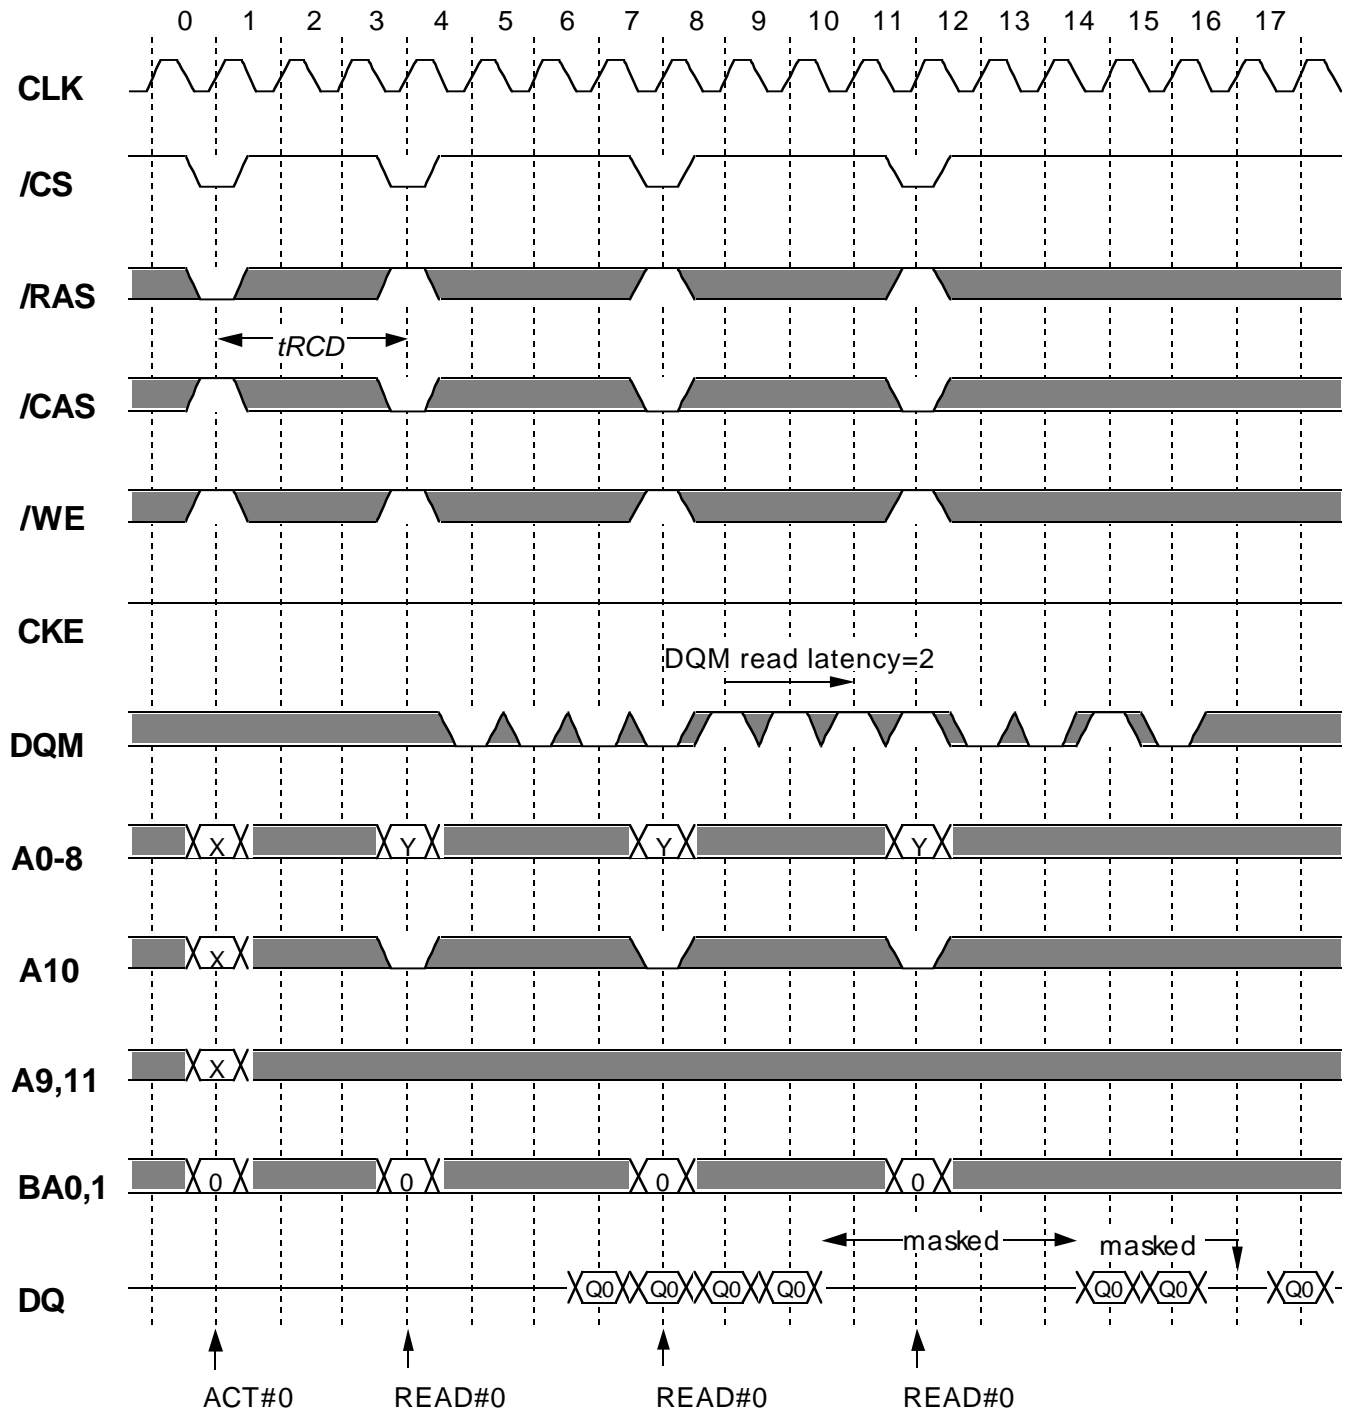 0 1 2 3 4 5 6 7 8 9 10 11 12 13 14 15 16 17
CLK
/CS
/RAS
tRCD
/CAS
/WE
CKE
DQM read latency=2
DQM
A0-8 X Y Y Y
A10 X
A9,11 X
BA0,1 0 0 0 0
masked masked
DQ Q0 Q0 Q0 Q0 Q0 Q0 Q0
ACT#0 READ#0 READ#0 READ#0